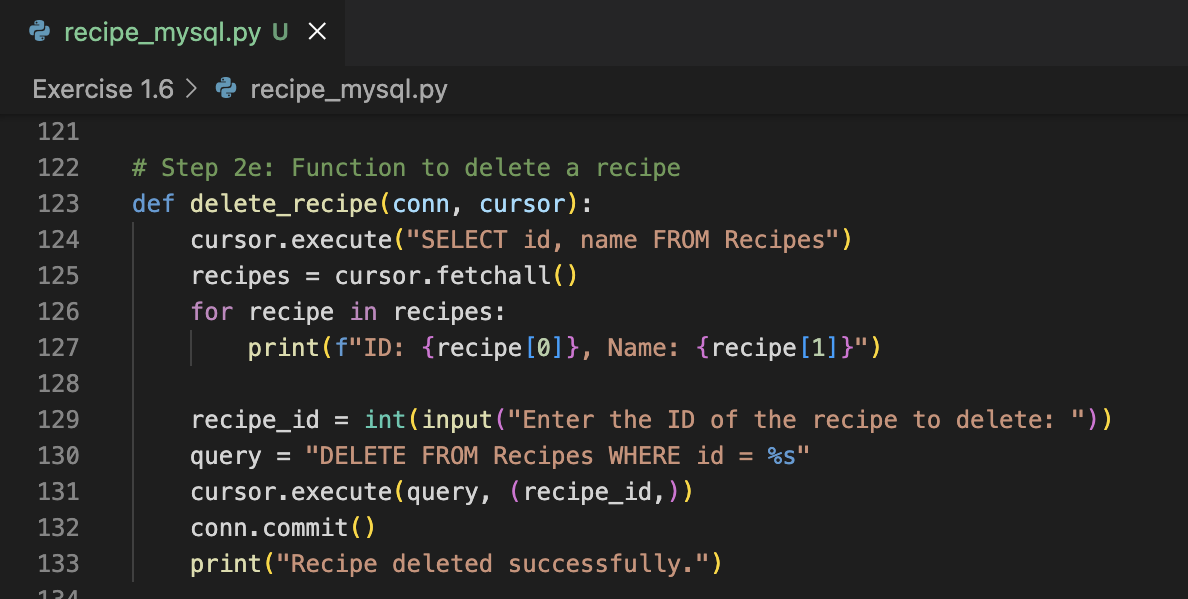 recipe_mysql.py U
Exercise 1.6 > recipe_mysql.py
121
122 # Step 2e: Function to delete a recipe
123 def delete_recipe(conn, cursor):
124     cursor.execute("SELECT id, name FROM Recipes")
125     recipes = cursor.fetchall()
126     for recipe in recipes:
127         print(f"ID: {recipe[0]}, Name: {recipe[1]}")
128
129     recipe_id = int(input("Enter the ID of the recipe to delete: "))
130     query = "DELETE FROM Recipes WHERE id = %s"
131     cursor.execute(query, (recipe_id,))
132     conn.commit()
133     print("Recipe deleted successfully.")
134